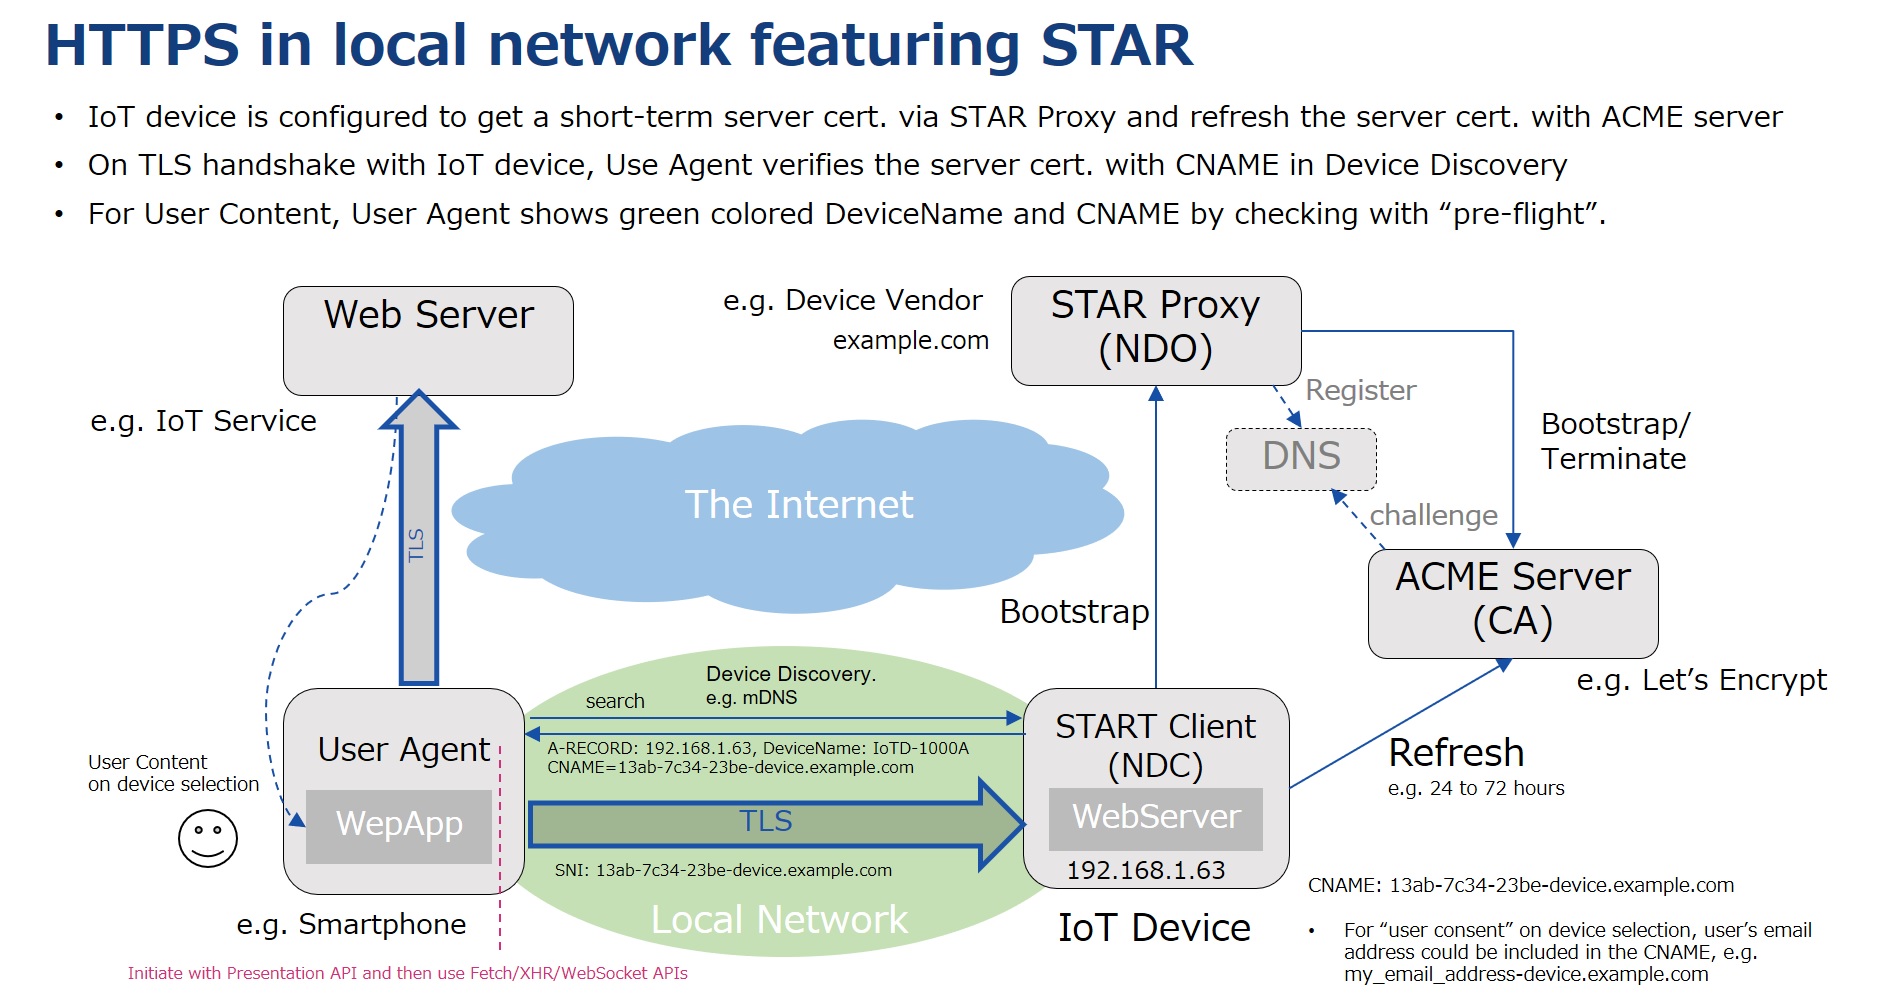 HTTPS in local network featuring STAR
• IoT device is configured to get a short-term server cert. via STAR Proxy and refresh the server cert. with ACME server
• On TLS handshake with IoT device, Use Agent verifies the server cert. with CNAME in Device Discovery
• For User Content, User Agent shows green colored DeviceName and CNAME by checking with “pre-flight”.
Web Server
e.g. IoT Service
e.g. Device Vendor
example.com
STAR Proxy
(NDO)
Register
DNS
challenge
Bootstrap/
Terminate
The Internet
TLS
Bootstrap
ACME Server
(CA)
e.g. Let’s Encrypt
Device Discovery.
e.g. mDNS
search
A-RECORD: 192.168.1.63, DeviceName: IoTD-1000A
CNAME=13ab-7c34-23be-device.example.com
User Agent
WepApp
User Content
on device selection
e.g. Smartphone
TLS
SNI: 13ab-7c34-23be-device.example.com
Local Network
START Client
(NDC)
WebServer
192.168.1.63
IoT Device
Refresh
e.g. 24 to 72 hours
CNAME: 13ab-7c34-23be-device.example.com
• For “user consent” on device selection, user’s email
address could be included in the CNAME, e.g.
my_email_address-device.example.com
Initiate with Presentation API and then use Fetch/XHR/WebSocket APIs